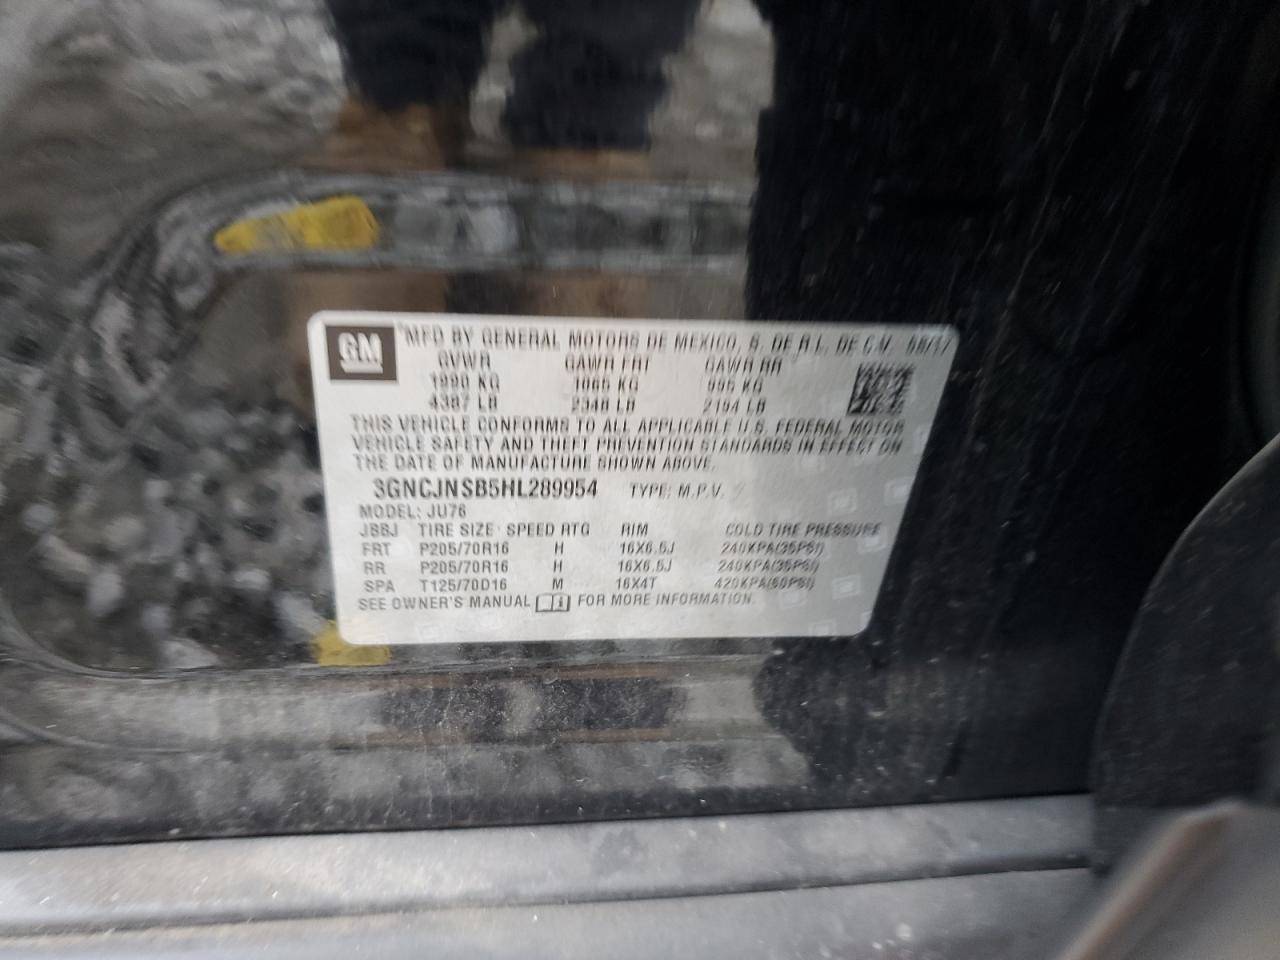 GM MFD BY GENERAL MOTORS DE MEXICO, S. DE R L. DE C.V.
GVWR GAWR FRT GAWR RR
1990 KG 1065 KG 995 KG
4387 LB 2348 LB 2194 LB
THIS VEHICLE CONFORMS TO ALL APPLICABLE U.S. FEDERAL MOTOR
VEHICLE SAFETY AND THEFT PREVENTION STANDARDS IN EFFECT ON
THE DATE OF MANUFACTURE SHOWN ABOVE.
3GNCJNSB5HL289954 TYPE: M.P.V.
MODEL: JU76
JBBJ TIRE SIZE SPEED RTG RIM COLD TIRE PRESSURE
FRT P205/70R16 H 16X6.5J 240KPA(35PSI)
RR P205/70R16 H 16X6.5J 240KPA(35PSI)
SPA T125/70D16 M 16X4T 420KPA(60PSI)
SEE OWNER'S MANUAL FOR MORE INFORMATION.